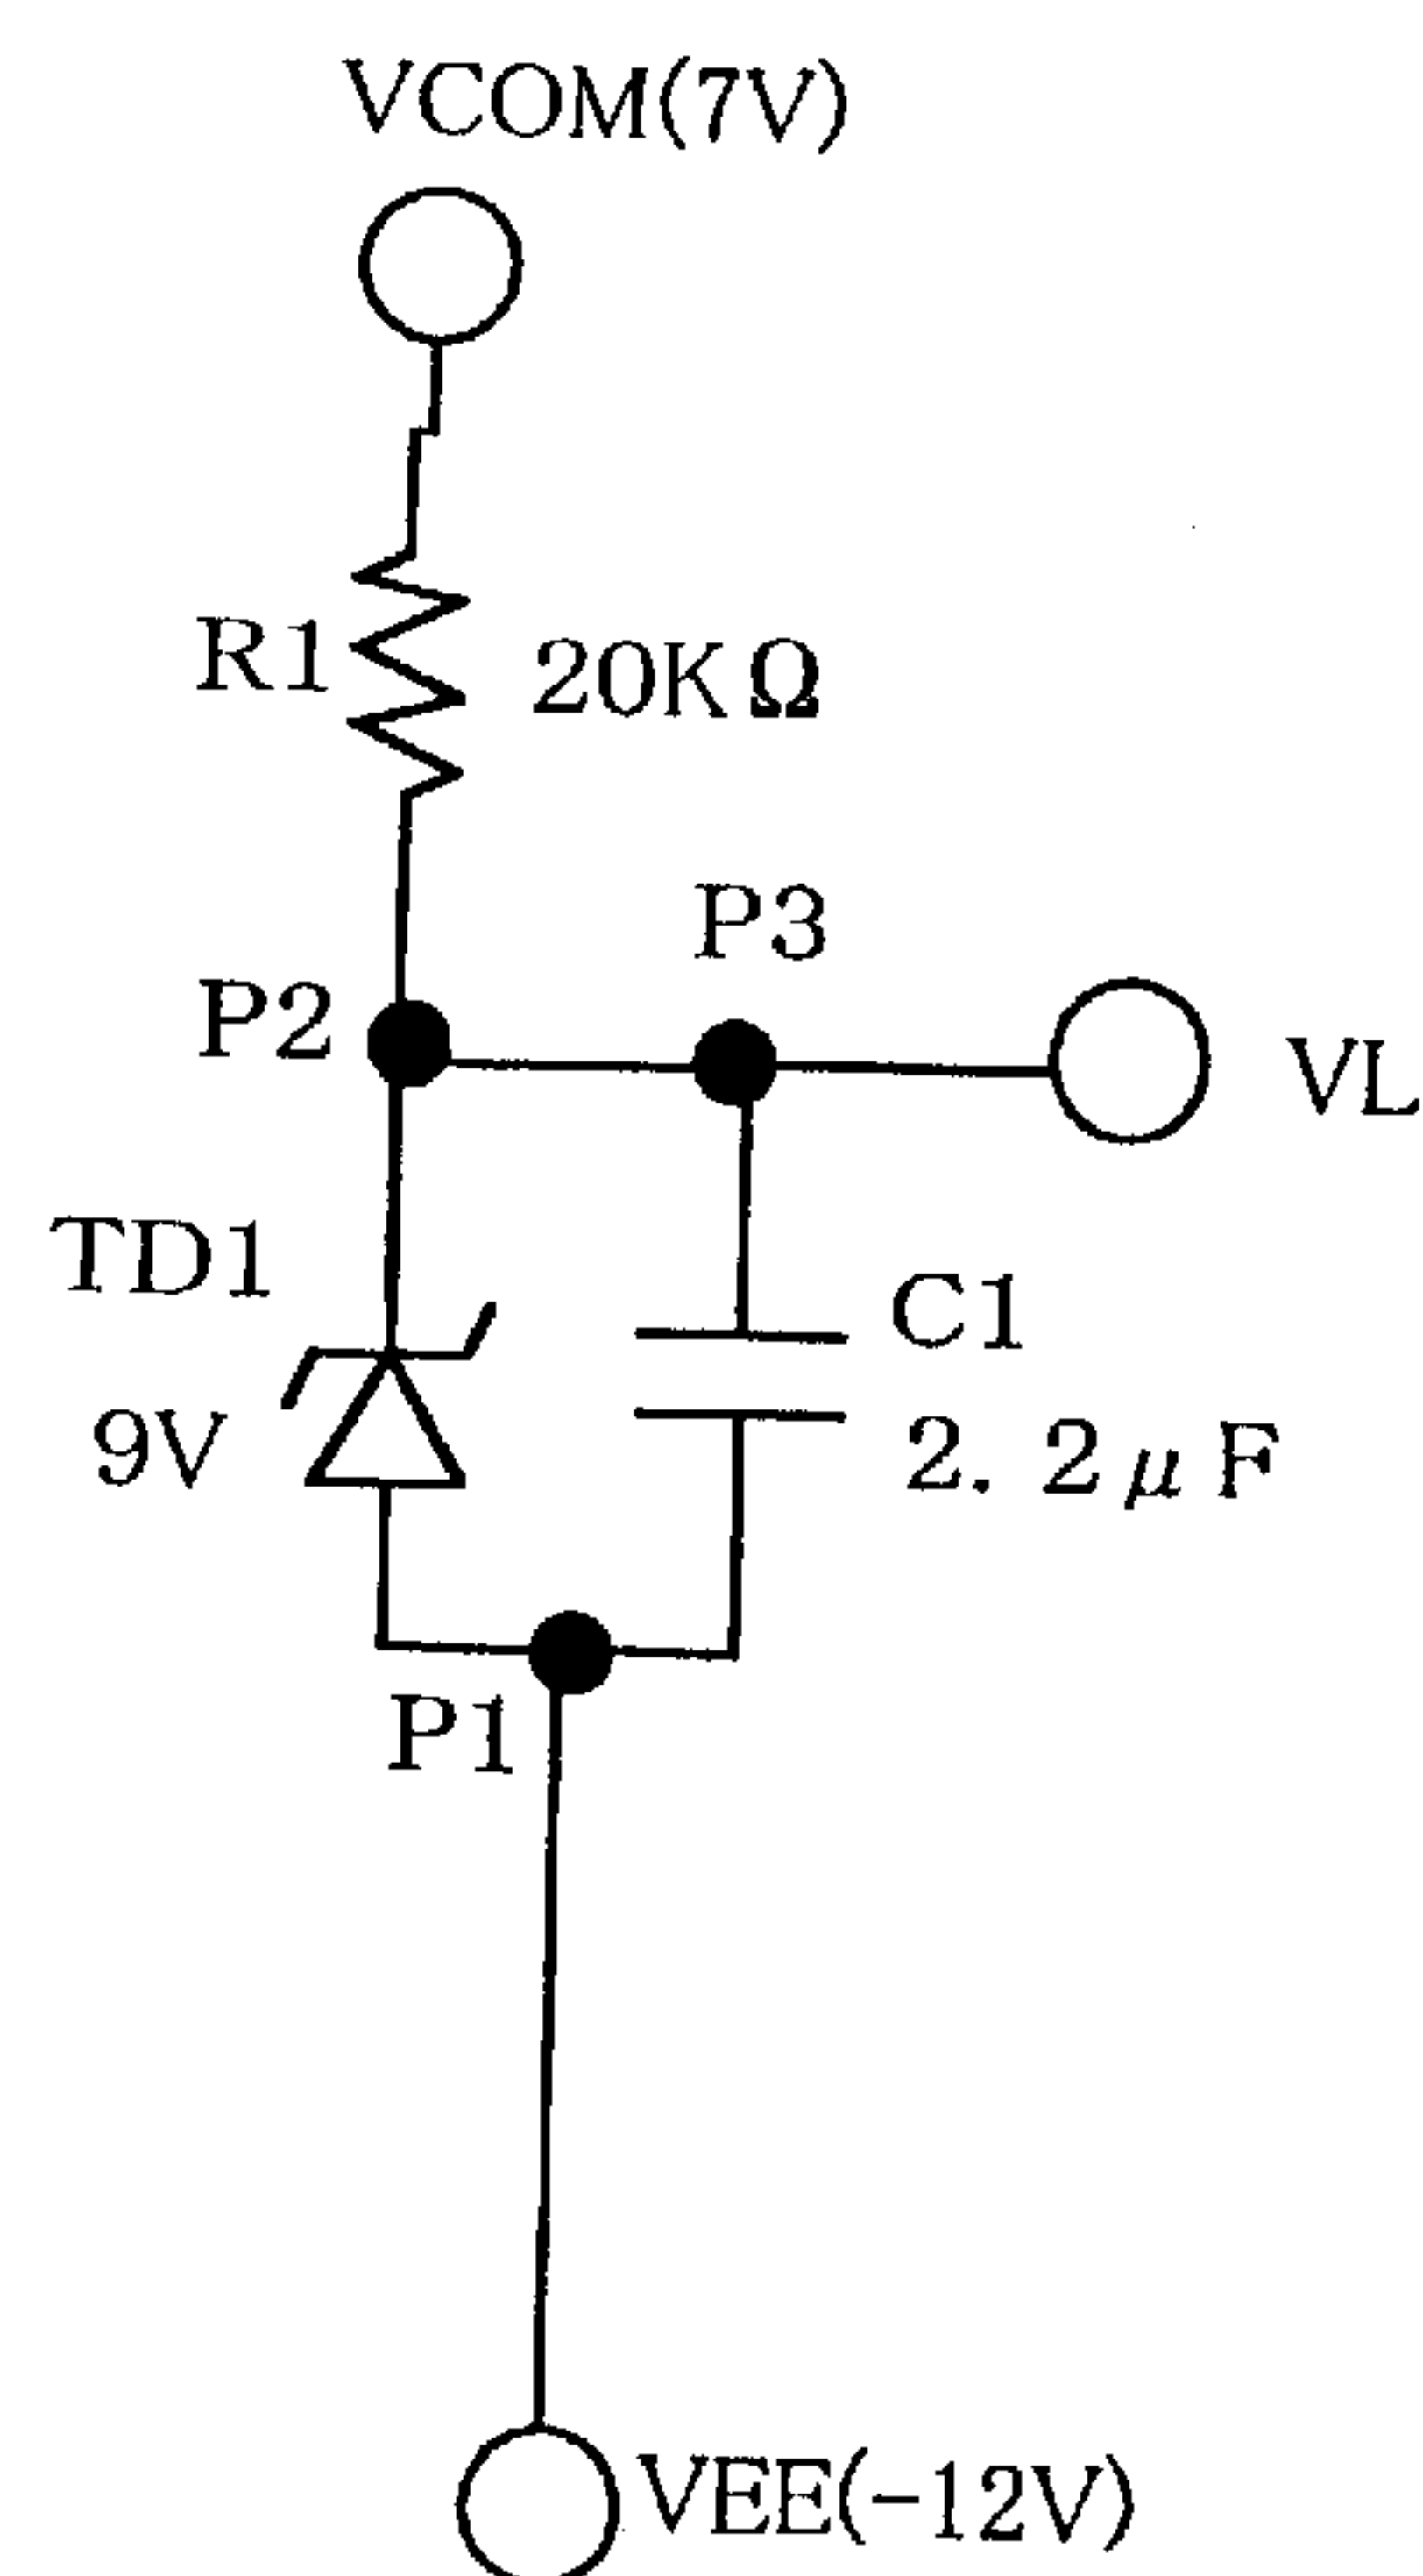 VCOM(7V)
R1
20KΩ
P3
P2
VL
TD1
C1
9V
2.2μF
P1
VEE(-12V)